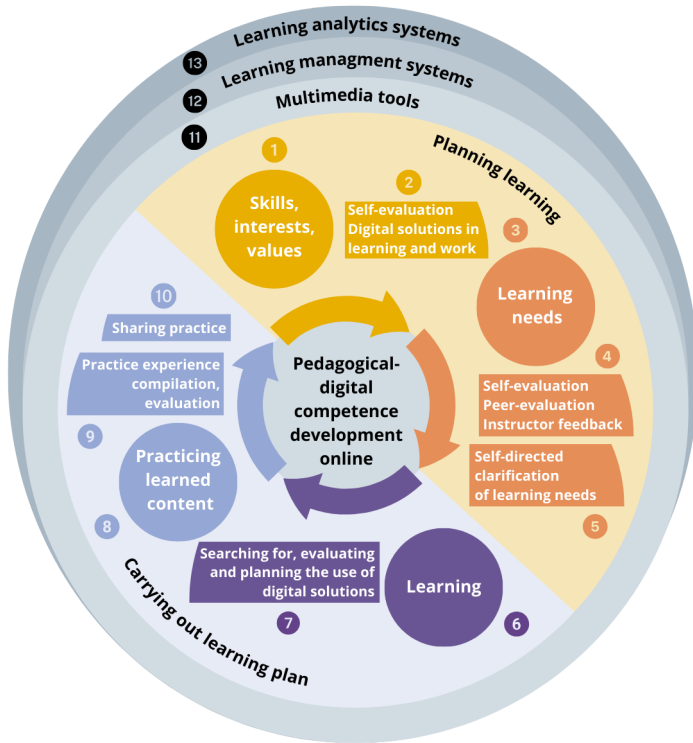 Learning analytics systems
13
Learning managment systems
12
Multimedia tools
11
Planning learning
1
Skills,
interests,
values
2
Self-evaluation
Digital solutions in
learning and work
3
Learning
needs
4
Self-evaluation
Peer-evaluation
Instructor feedback
Self-directed
clarification
of learning needs
5
Learning
6
Searching for, evaluating
and planning the use of
digital solutions
7
Practicing
learned
content
8
Practice experience
compilation,
evaluation
9
10
Sharing practice
Pedagogical-
digital
competence
development
online
Carrying out learning plan